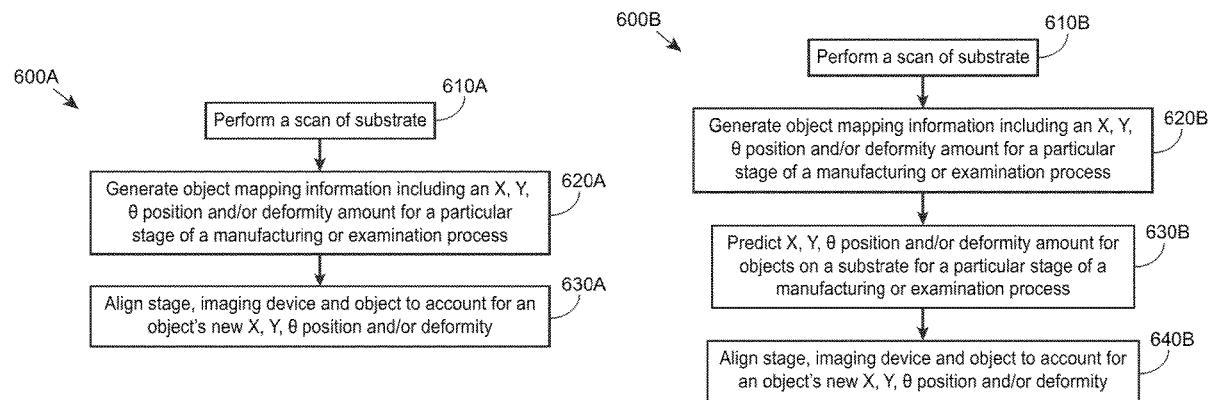 600A
610A
Perform a scan of substrate
620A
Generate object mapping information including an X, Y,
θ position and/or deformity amount for a particular
stage of a manufacturing or examination process
630A
Align stage, imaging device and object to account for an
object's new X, Y, θ position and/or deformity
600B
610B
Perform a scan of substrate
620B
Generate object mapping information including an X, Y,
θ position and/or deformity amount for a particular
stage of a manufacturing or examination process
630B
Predict X, Y, θ position and/or deformity amount for
objects on a substrate for a particular stage of a
manufacturing or examination process
640B
Align stage, imaging device and object to account for
an object's new X, Y, θ position and/or deformity